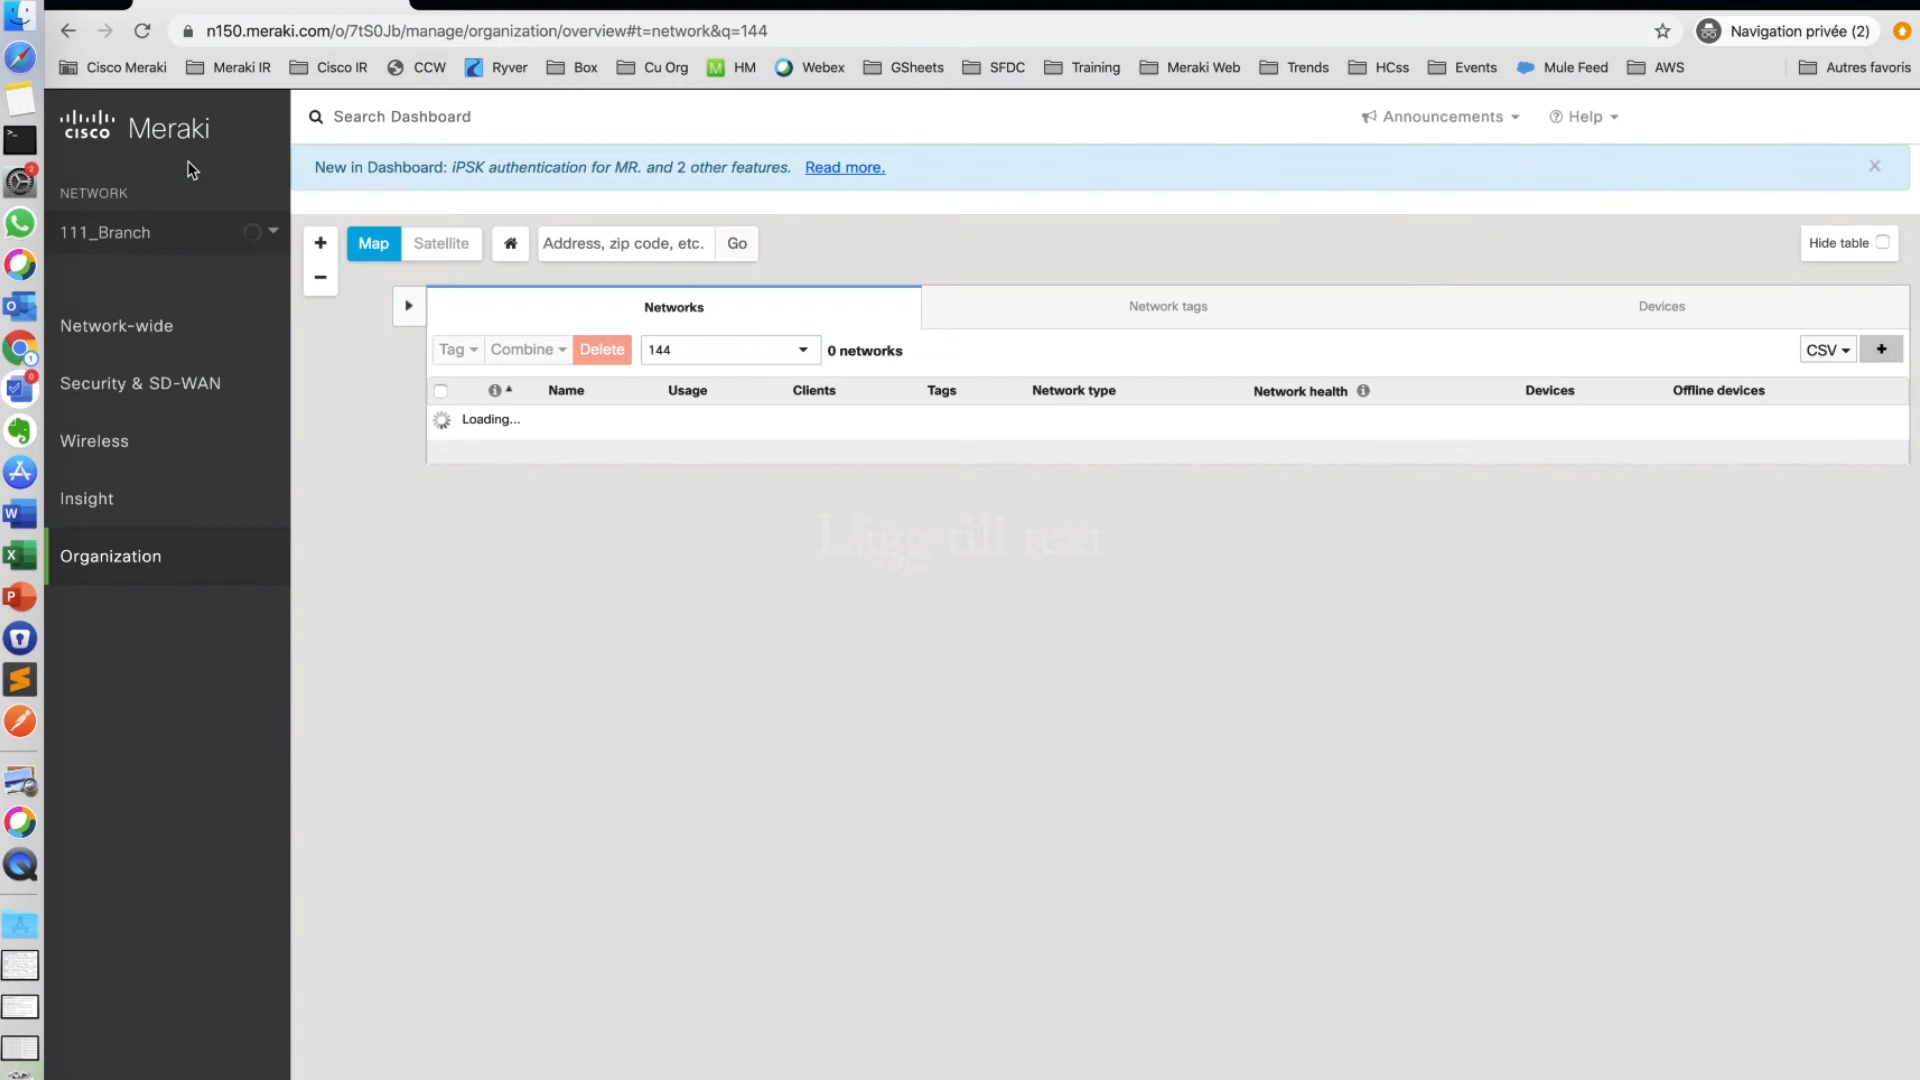 n150.meraki.com/o/7tS0Jb/manage/organization/overview#t=network&q=144
Navigation privée (2)
Cisco Meraki
Meraki IR
Cisco IR
CCW
Ryver
Box
Cu Org
HM
Webex
GSheets
SFDC
Training
Meraki Web
Trends
HCss
Events
Mule Feed
AWS
Autres favoris
CISCO Meraki
Search Dashboard
Announcements
Help
New in Dashboard: iPSK authentication for MR. and 2 other features. Read more.
NETWORK
111_Branch
Network-wide
Security & SD-WAN
Wireless
Insight
Organization
Map
Satellite
Address, zip code, etc.
Go
Hide table
Networks
Network tags
Devices
Tag
Combine
Delete
144
0 networks
CSV
Name
Usage
Clients
Tags
Network type
Network health
Devices
Offline devices
Loading...
till text